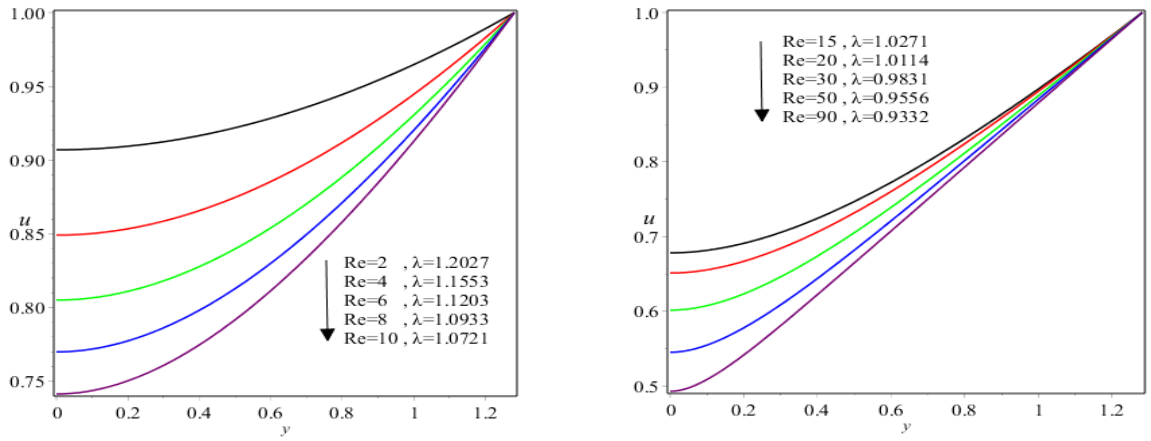 1.00
0.95
0.90
u
0.85
0.80
0.75
Re=2 , λ=1.2027
Re=4 , λ=1.1553
Re=6 , λ=1.1203
Re=8 , λ=1.0933
Re=10 , λ=1.0721
0 0.2 0.4 0.6 0.8 1 1.2
y
1.0
0.9
0.8
0.7
u
0.6
0.5
Re=15 , λ=1.0271
Re=20 , λ=1.0114
Re=30 , λ=0.9831
Re=50 , λ=0.9556
Re=90 , λ=0.9332
0 0.2 0.4 0.6 0.8 1 1.2
y